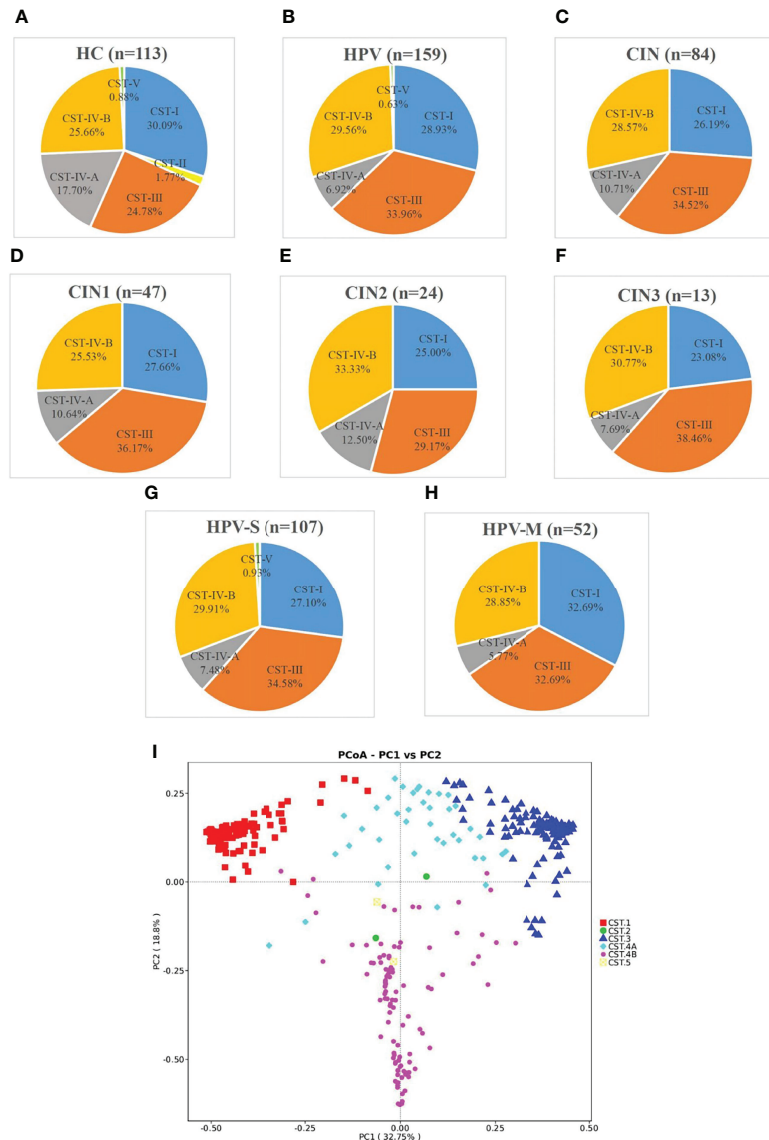 A
HC (n=113)
CST-V
0.88%
CST-I
30.09%
CST-II
1.77%
CST-III
24.78%
CST-IV-A
17.70%
CST-IV-B
25.66%
B
HPV (n=159)
CST-V
0.63%
CST-I
28.93%
CST-III
33.96%
CST-IV-A
6.92%
CST-IV-B
29.56%
C
CIN (n=84)
CST-I
26.19%
CST-III
34.52%
CST-IV-A
10.71%
CST-IV-B
28.57%
D
CIN1 (n=47)
CST-I
27.66%
CST-III
36.17%
CST-IV-A
10.64%
CST-IV-B
25.53%
E
CIN2 (n=24)
CST-I
25.00%
CST-III
29.17%
CST-IV-A
12.50%
CST-IV-B
33.33%
F
CIN3 (n=13)
CST-I
23.08%
CST-III
38.46%
CST-IV-A
7.69%
CST-IV-B
30.77%
G
HPV-S (n=107)
CST-V
0.93%
CST-I
27.10%
CST-III
34.58%
CST-IV-A
7.48%
CST-IV-B
29.91%
H
HPV-M (n=52)
CST-I
32.69%
CST-III
32.69%
CST-IV-A
5.77%
CST-IV-B
28.85%
I
PCoA - PC1 vs PC2
PC2 ( 18.8% )
0.25
0.00
-0.25
-0.50
-0.50
-0.25
0.00
0.25
0.50
PC1 ( 32.75% )
CST.1
CST.2
CST.3
CST.4A
CST.4B
CST.5